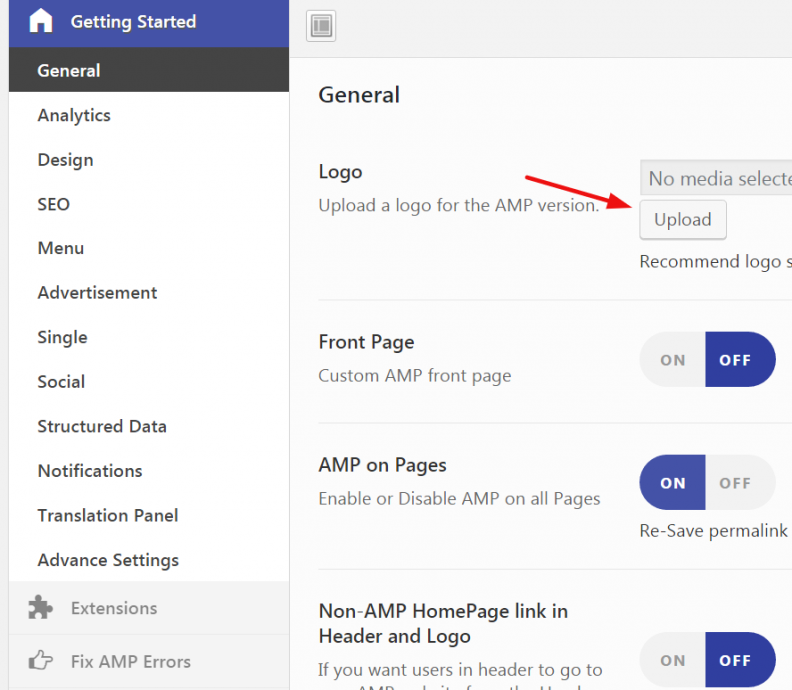 Getting Started
General
Analytics
Design
SEO
Menu
Advertisement
Single
Social
Structured Data
Notifications
Translation Panel
Advance Settings
Extensions
Fix AMP Errors
General
Logo
Upload a logo for the AMP version.
No media selecte
Upload
Recommend logo s
Front Page
Custom AMP front page
ON OFF
AMP on Pages
Enable or Disable AMP on all Pages
ON OFF
Re-Save permalink
Non-AMP HomePage link in
Header and Logo
If you want users in header to go to
ON OFF